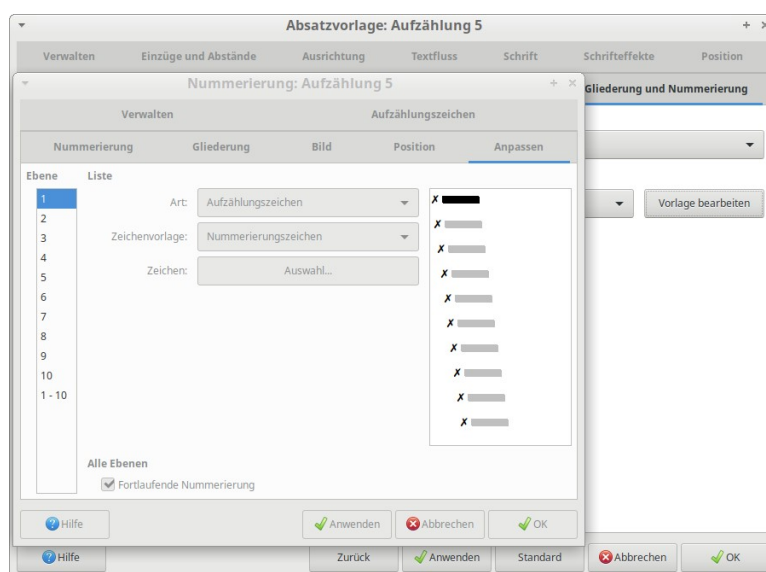 Absatzvorlage: Aufzählung 5
Verwalten Einzüge und Abstände Ausrichtung Textfluss Schrift Schrifteffekte Position
Gliederung und Nummerierung
Vorlage bearbeiten
Nummerierung: Aufzählung 5
Verwalten Aufzählungszeichen
Nummerierung Gliederung Bild Position Anpassen
Ebene Liste
1
2
3
4
5
6
7
8
9
10
1 - 10
Art: Aufzählungszeichen
Zeichenvorlage: Nummerierungszeichen
Zeichen: Auswahl...
Alle Ebenen
Fortlaufende Nummerierung
Hilfe Anwenden Abbrechen OK
Hilfe Zurück Anwenden Standard Abbrechen OK